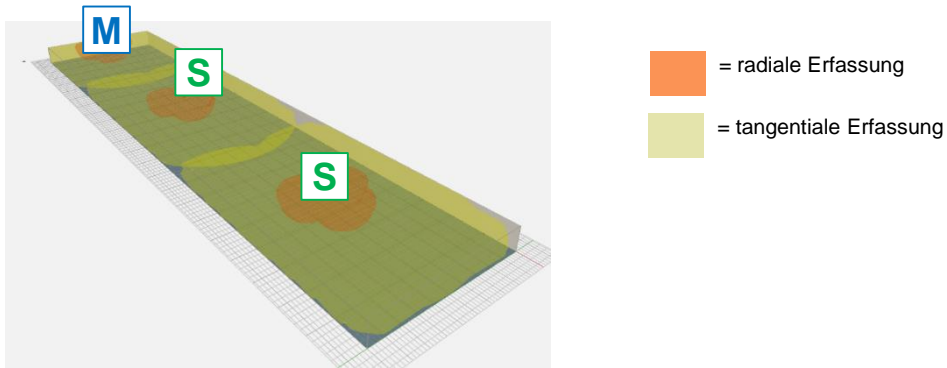 M
S
S
= radiale Erfassung
= tangentiale Erfassung